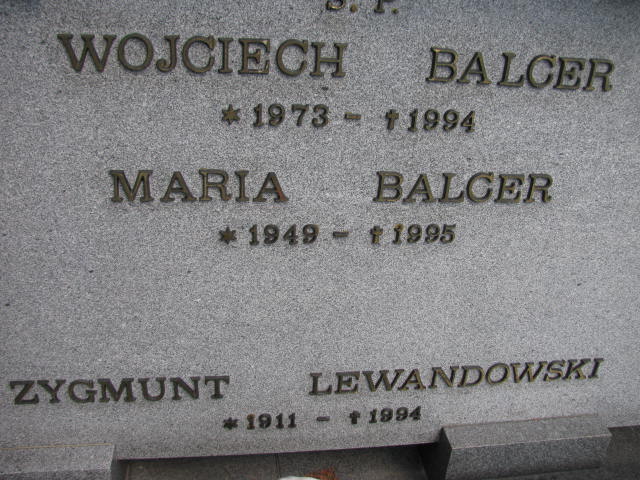 Ś. P.
WOJCIECH BALCER
* 1973 - † 1994
MARIA BALCER
* 1949 - † 1995
ZYGMUNT LEWANDOWSKI
* 1911 - † 1994